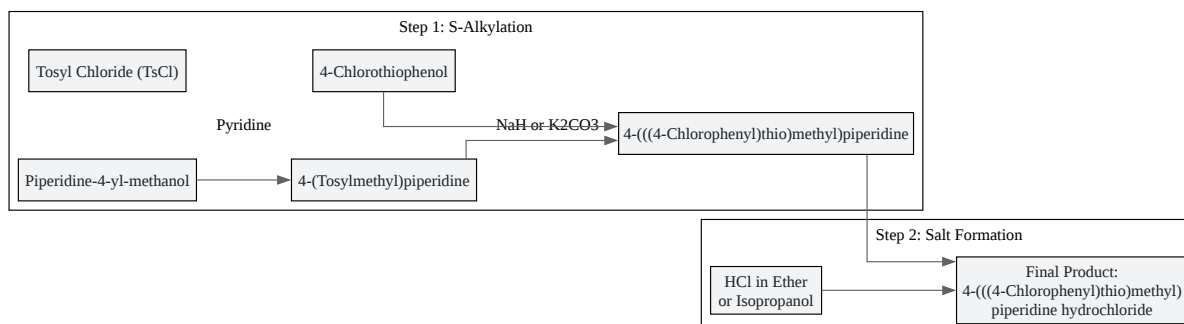 Step 1: S-Alkylation
Tosyl Chloride (TsCl)
4-Chlorothiophenol
Pyridine
NaH or K2CO3
4-(((4-Chlorophenyl)thio)methyl)piperidine
Piperidine-4-yl-methanol
4-(Tosylmethyl)piperidine
Step 2: Salt Formation
HCl in Ether
or Isopropanol
Final Product:
4-(((4-Chlorophenyl)thio)methyl)
piperidine hydrochloride